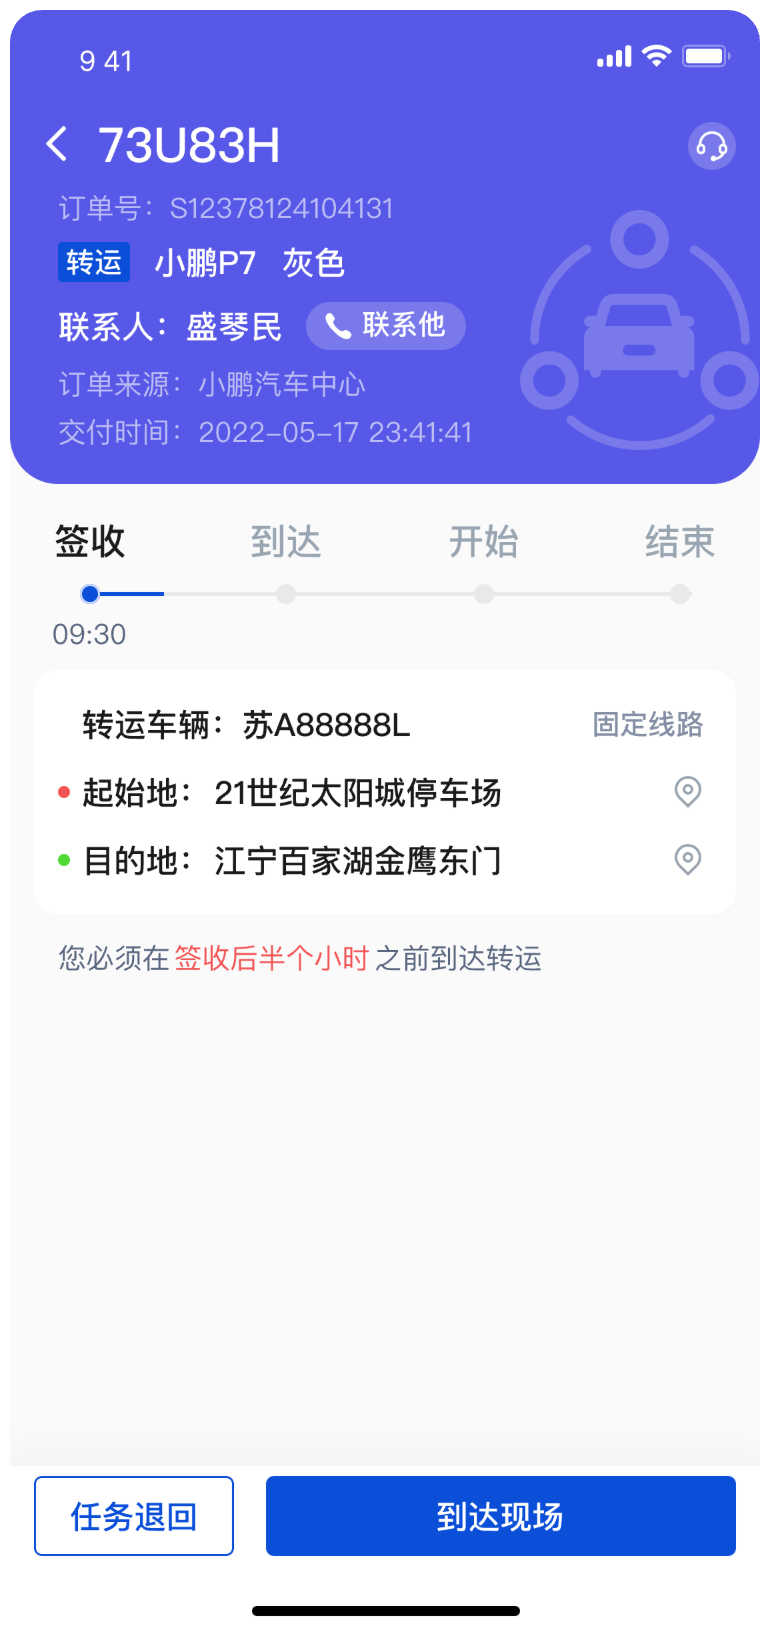 9 41
73U83H
订单号：S12378124104131
转运 小鹏P7 灰色
联系人：盛琴民 联系他
订单来源：小鹏汽车中心
交付时间：2022-05-17 23:41:41
签收 到达 开始 结束
09:30
转运车辆：苏A88888L 固定线路
起始地：21世纪太阳城停车场
目的地：江宁百家湖金鹰东门
您必须在签收后半个小时之前到达转运
任务退回 到达现场